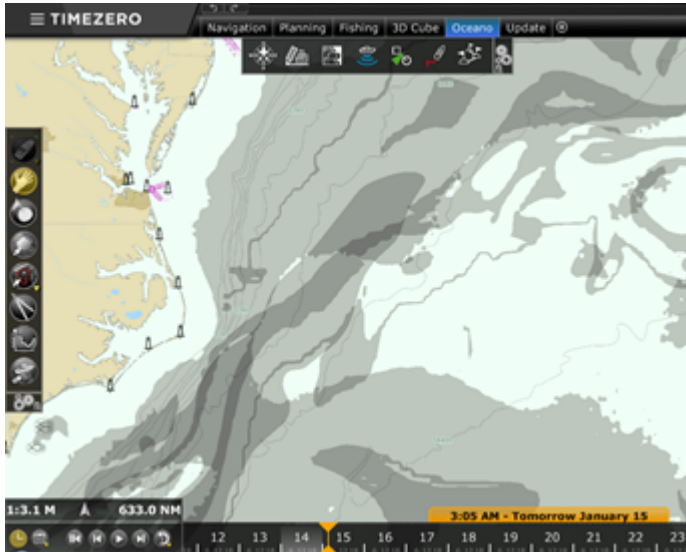 TIMEZERO
Navigation Planning Fishing 3D Cube Oceano Update
1:3.1 M 633.0 NM
3:05 AM - Tomorrow January 15
12 13 14 15 16 17 18 19 20 21 22 23